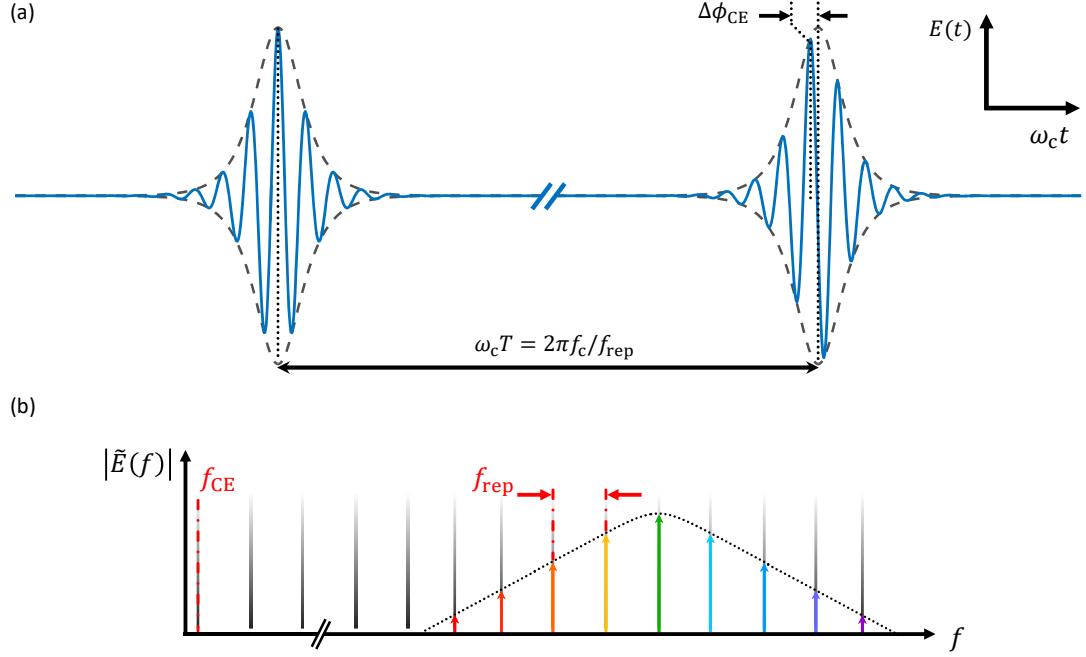 (a)
Δϕ_CE
E(t)
ω_c t
ω_c T = 2πf_c/f_rep
(b)
|Ẽ(f)|
f_CE
f_rep
f